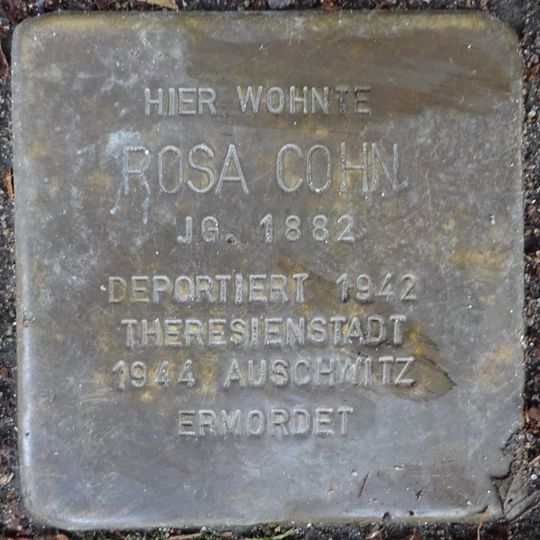 HIER WOHNTE
ROSA COHN
JG. 1882
DEPORTIERT 1942
THERESIENSTADT
1944 AUSCHWITZ
ERMORDET